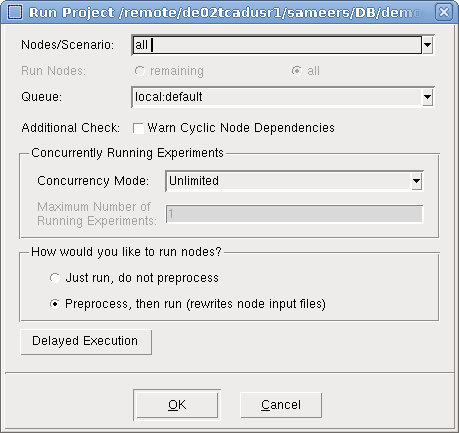 Run Project /remote/de02tcadusr1/sameers/DB/demo
Nodes/Scenario: all
Run Nodes: remaining all
Queue: local:default
Additional Check: Warn Cyclic Node Dependencies
Concurrently Running Experiments
Concurrency Mode: Unlimited
Maximum Number of
Running Experiments: 1
How would you like to run nodes?
Just run, do not preprocess
Preprocess, then run (rewrites node input files)
Delayed Execution
OK Cancel